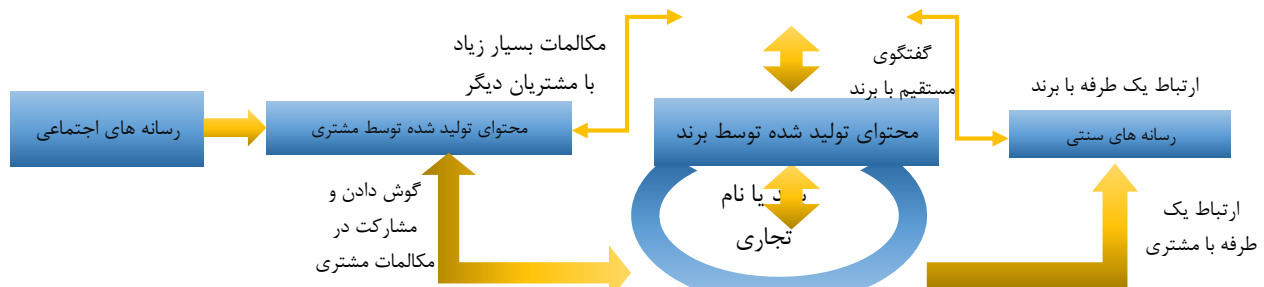 مکالمات بسیار زیاد
با مشتریان دیگر
گفتگوی
مستقیم با برند
ارتباط یک طرفه با برند
رسانه های اجتماعی
محتوای تولید شده توسط مشتری
محتوای تولید شده توسط برند
رسانه های سنتی
گوش دادن و
مشارکت در
مکالمات مشتری
یا نام
تجاری
ارتباط یک
طرفه با مشتری